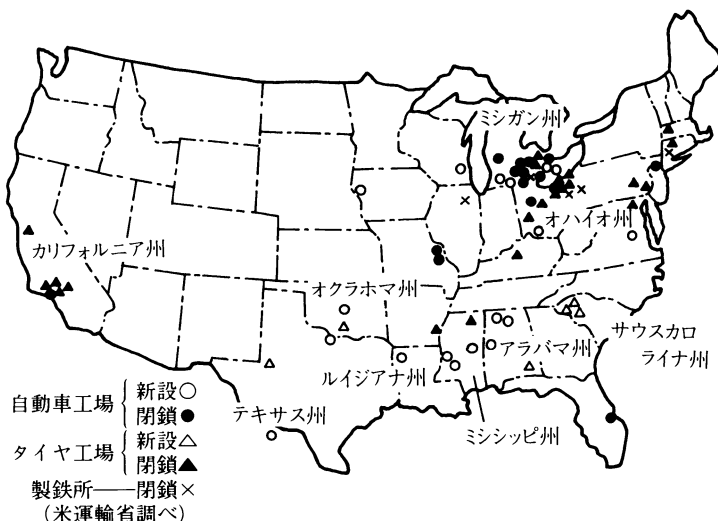 ミシガン州
オハイオ州
カリフォルニア州
オクラホマ州
サウスカロ
ライナ州
アラバマ州
ルイジアナ州
テキサス州
ミシシッピ州
自動車工場 新設○
閉鎖●
タイヤ工場 新設△
閉鎖▲
製鉄所――閉鎖×
(米運輸省調べ)